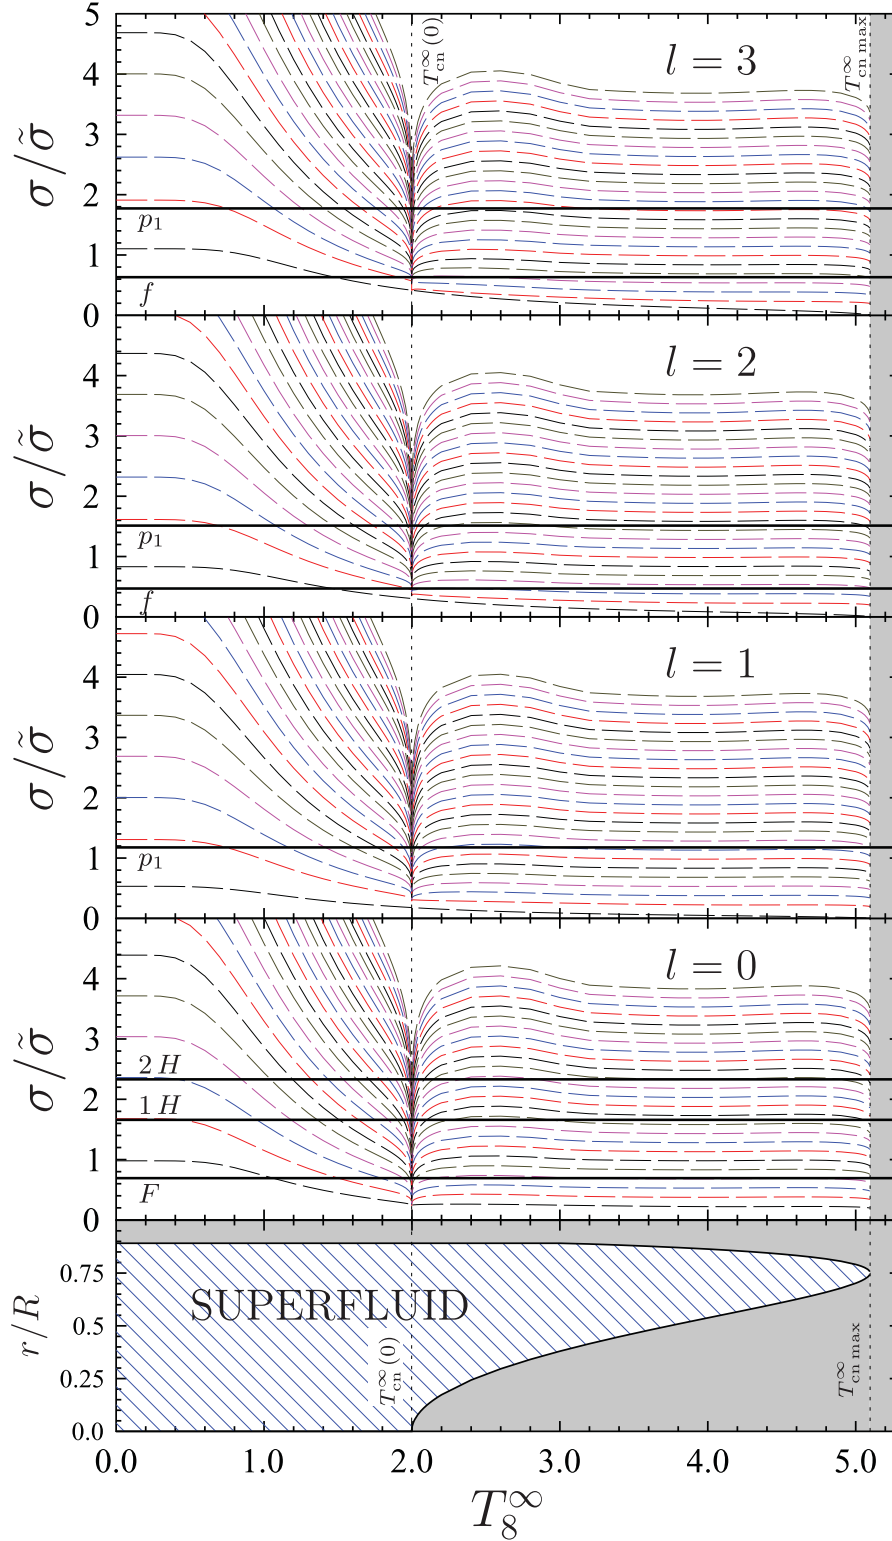 5
4
3
2
1
0
σ/σ̃
l = 3
T∞cn(0)
T∞cn max
p1
f
4
3
2
1
0
σ/σ̃
l = 2
p1
f
4
3
2
1
0
σ/σ̃
l = 1
p1
4
3
2
1
0
σ/σ̃
l = 0
2 H
1 H
F
0.75
0.5
0.25
0.0
r/R
SUPERFLUID
T∞cn(0)
T∞cn max
0.0 1.0 2.0 3.0 4.0 5.0
T∞8